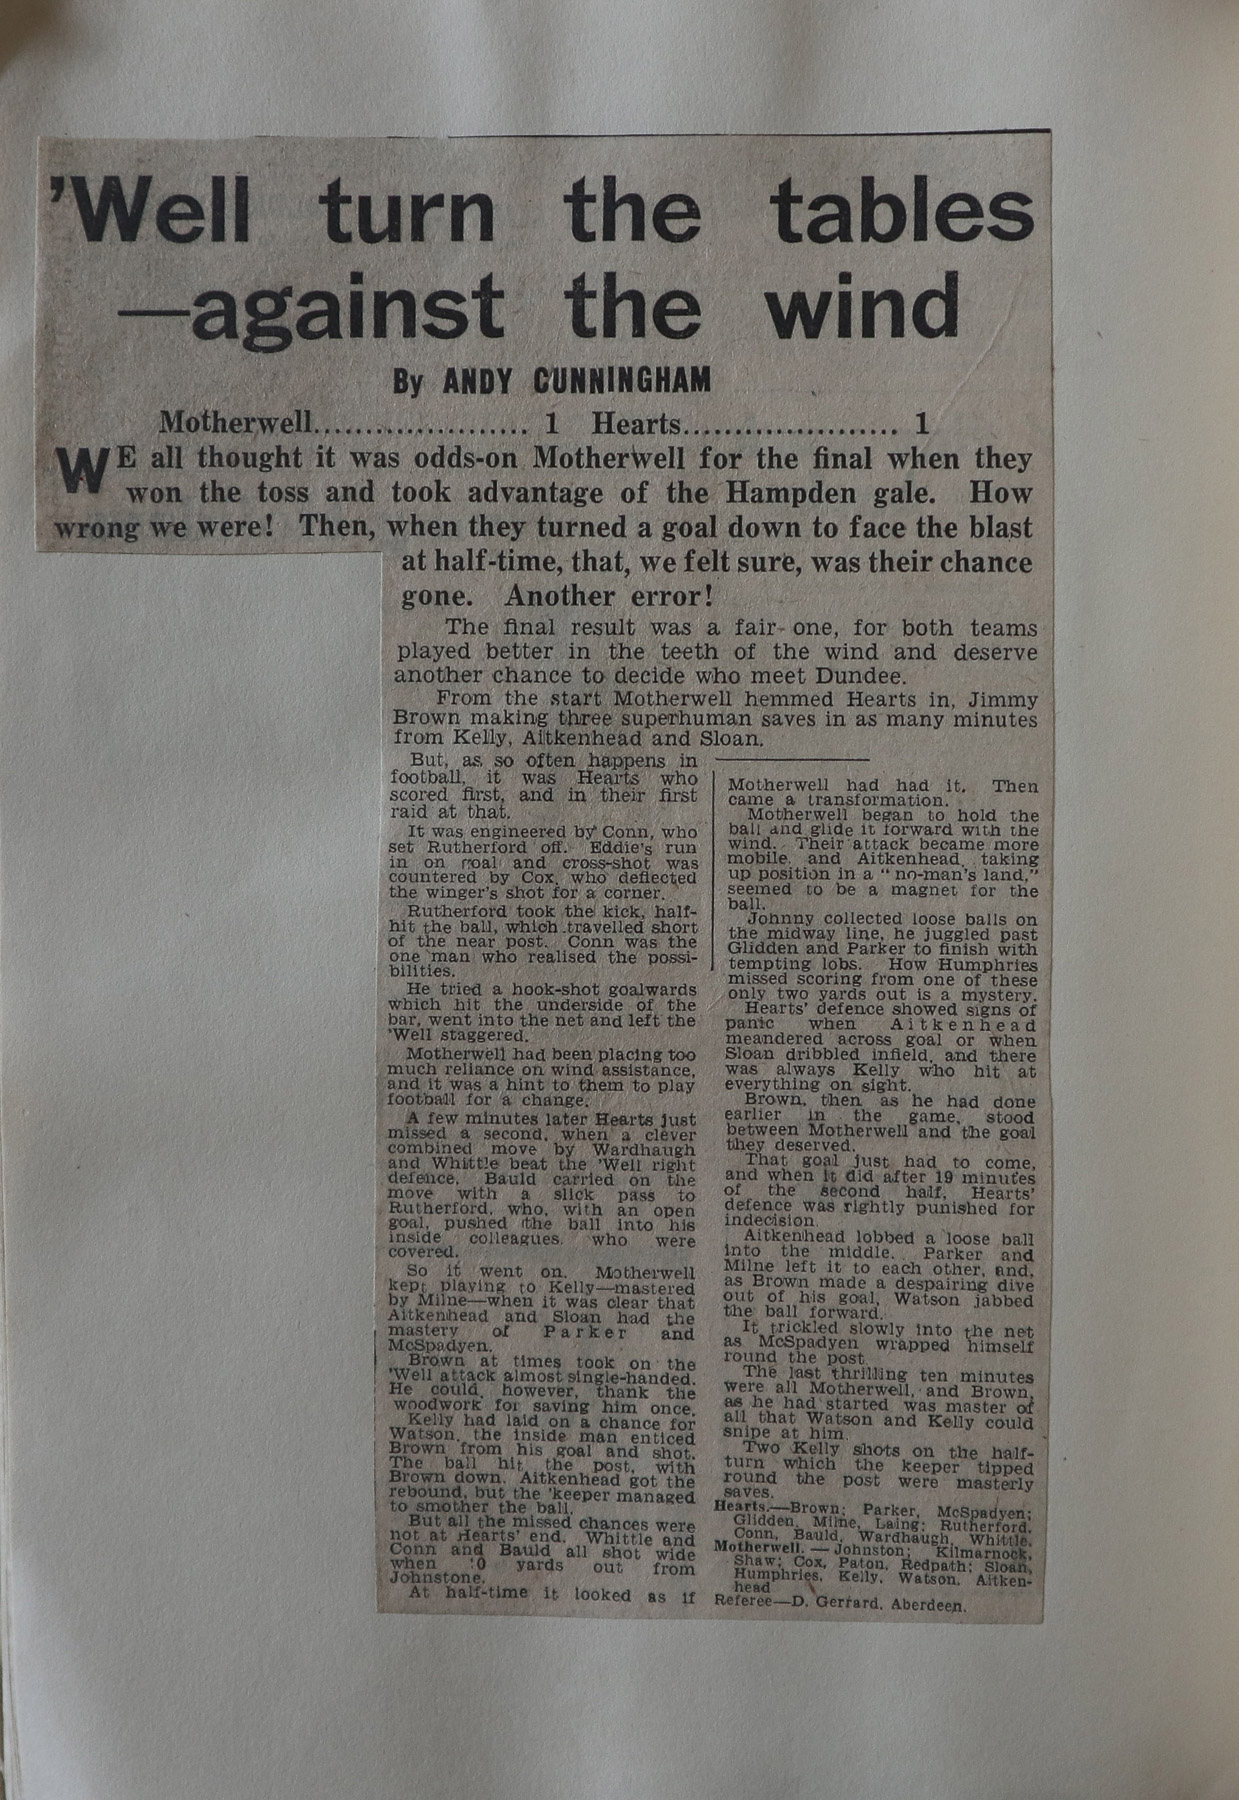 'Well turn the tables
—against the wind
By ANDY CUNNINGHAM
Motherwell..................... 1 Hearts..................... 1
WE all thought it was odds-on Motherwell for the final when they
won the toss and took advantage of the Hampden gale. How
wrong we were! Then, when they turned a goal down to face the blast
at half-time, that, we felt sure, was their chance
gone. Another error!
The final result was a fair one, for both teams
played better in the teeth of the wind and deserve
another chance to decide who meet Dundee.
From the start Motherwell hemmed Hearts in, Jimmy
Brown making three superhuman saves in as many minutes
from Kelly, Aitkenhead and Sloan.
But, as so often happens in
football, it was Hearts who
scored first, and in their first
raid at that.
It was engineered by Conn, who
set Rutherford off. Eddie's run
in on goal and cross-shot was
countered by Cox, who deflected
the winger's shot for a corner.
Rutherford took the kick, half-
hit the ball, which travelled short
of the near post. Conn was the
one man who realised the possi-
bilities.
He tried a hook-shot goalwards
which hit the underside of the
bar, went into the net and left the
'Well staggered.
Motherwell had been placing too
much reliance on wind assistance,
and it was a hint to them to play
football for a change.
A few minutes later Hearts just
missed a second, when a clever
combined move by Wardhaugh
and Whittle beat the 'Well right
defence. Bauld carried on the
move with a slick pass to
Rutherford, who, with an open
goal, pushed the ball into his
inside colleagues, who were
covered.
So it went on. Motherwell
kept playing to Kelly—mastered
by Milne—when it was clear that
Aitkenhead and Sloan had the
mastery of Parker and
McSpadyen.
Brown at times took on the
'Well attack almost single-handed.
He could, however, thank the
woodwork for saving him once.
Kelly had laid on a chance for
Watson, the inside man enticed
Brown from his goal and shot.
The ball hit the post, with
Brown down. Aitkenhead got the
rebound, but the 'keeper managed
to smother the ball.
But all the missed chances were
not at Hearts' end. Whittle and
Conn and Bauld all shot wide
when 10 yards out from
Johnstone.
At half-time it looked as if
Motherwell had had it. Then
came a transformation.
Motherwell began to hold the
ball and glide it forward with the
wind. Their attack became more
mobile, and Aitkenhead, taking
up position in a "no-man's land,"
seemed to be a magnet for the
ball.
Johnny collected loose balls on
the midway line, he juggled past
Glidden and Parker to finish with
tempting lobs. How Humphries
missed scoring from one of these
only two yards out is a mystery.
Hearts' defence showed signs of
panic when Aitkenhead
meandered across goal or when
Sloan dribbled infield, and there
was always Kelly who hit at
everything on sight.
Brown, then as he had done
earlier in the game, stood
between Motherwell and the goal
they deserved.
That goal just had to come,
and when it did after 19 minutes
of the second half, Hearts'
defence was rightly punished for
indecision.
Aitkenhead lobbed a loose ball
into the middle. Parker and
Milne left it to each other, and,
as Brown made a despairing dive
out of his goal, Watson jabbed
the ball forward.
It trickled slowly into the net
as McSpadyen wrapped himself
round the post.
The last thrilling ten minutes
were all Motherwell, and Brown,
as he had started was master of
all that Watson and Kelly could
snipe at him.
Two Kelly shots on the half-
turn which the keeper tipped
round the post were masterly
saves.
Hearts.—Brown; Parker, McSpadyen;
Glidden, Milne, Laing; Rutherford,
Conn, Bauld, Wardhaugh, Whittle.
Motherwell. — Johnston; Kilmarnock,
Shaw; Cox, Paton, Redpath; Sloan,
Humphries, Kelly, Watson, Aitken-
head
Referee—D. Gerrard, Aberdeen.